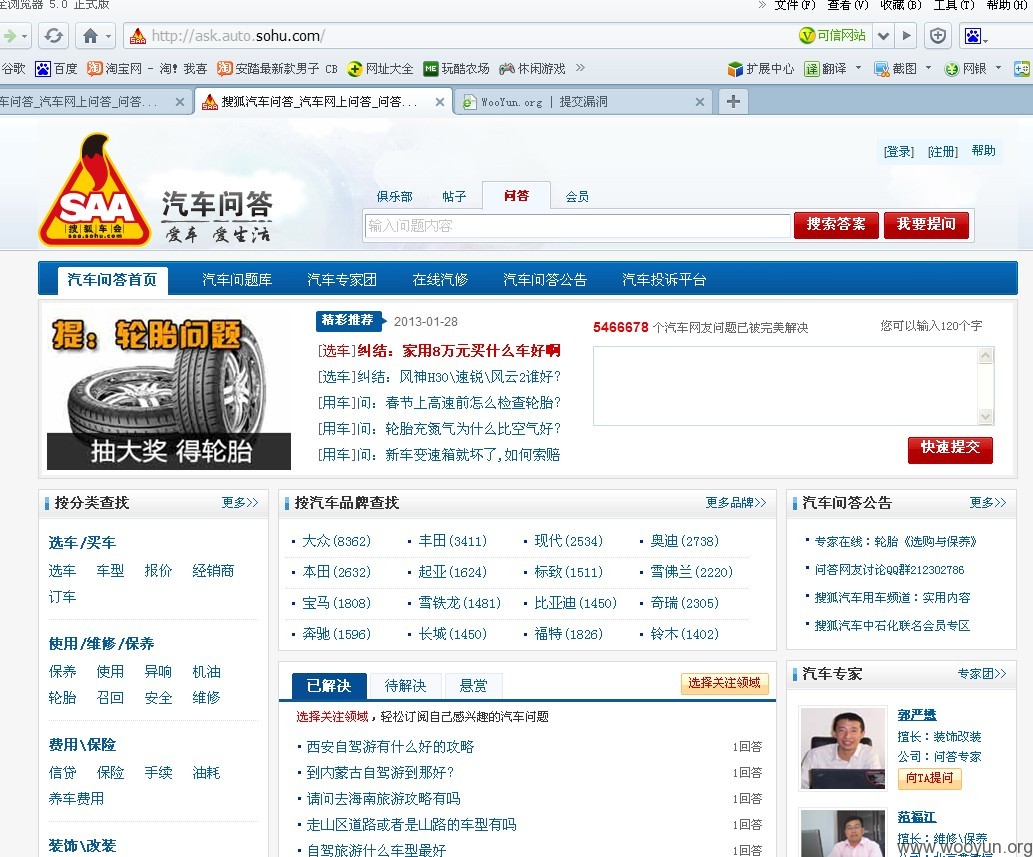 全浏览器 5.0 正式版
» 文件(F) 查看(V) 收藏(B) 工具(T) 帮助(H)
http://ask.auto.sohu.com/
可信网站
谷歌 百度 淘宝网 - 淘! 我喜 安踏最新款男子 CB 网址大全 ME 玩酷农场 休闲游戏 »
扩展中心 译 翻译 截图 网银
车问答_汽车网上问答_问答...
搜狐汽车问答_汽车网上问答_问答...
WooYun.org | 提交漏洞
[登录] [注册] 帮助
SAA
搜狐车会
saa.sohu.com
汽车问答
爱车 爱生活
俱乐部 帖子 问答 会员
输入问题内容
搜索答案 我要提问
汽车问答首页 汽车问题库 汽车专家团 在线汽修 汽车问答公告 汽车投诉平台
提：轮胎问题
抽大奖 得轮胎
精彩推荐 2013-01-28
[选车]纠结：家用8万元买什么车好啊
[选车]纠结：风神H30\速锐\风云2谁好?
[用车]问：春节上高速前怎么检查轮胎?
[用车]问：轮胎充氮气为什么比空气好?
[用车]问：新车变速箱就坏了,如何索赔
5466678 个汽车网友问题已被完美解决
您可以输入120个字
快速提交
按分类查找 更多>>
选车/买车
选车 车型 报价 经销商
订车
使用/维修/保养
保养 使用 异响 机油
轮胎 召回 安全 维修
费用\保险
信贷 保险 手续 油耗
养车费用
装饰\改装
按汽车品牌查找 更多品牌>>
大众(8362) 丰田(3411) 现代(2534) 奥迪(2738)
本田(2632) 起亚(1624) 标致(1511) 雪佛兰(2220)
宝马(1808) 雪铁龙(1481) 比亚迪(1450) 奇瑞(2305)
奔驰(1596) 长城(1450) 福特(1826) 铃木(1402)
已解决 待解决 悬赏 选择关注领域
选择关注领域，轻松订阅自己感兴趣的汽车问题
西安自驾游有什么好的攻略 1回答
到内蒙古自驾游到那好? 1回答
请问去海南旅游攻略有吗 1回答
走山区道路或者是山路的车型有吗 1回答
自驾旅游什么车型最好 1回答
汽车问答公告 更多>>
专家在线：轮胎《选购与保养》
问答网友讨论QQ群212302786
搜狐汽车用车频道：实用内容
搜狐汽车中石化联名会员专区
汽车专家 专家团>>
郭严懋
擅长：装饰改装
公司：问答专家
向TA提问
范福江
擅长：维修\保养
www.wooyun.org